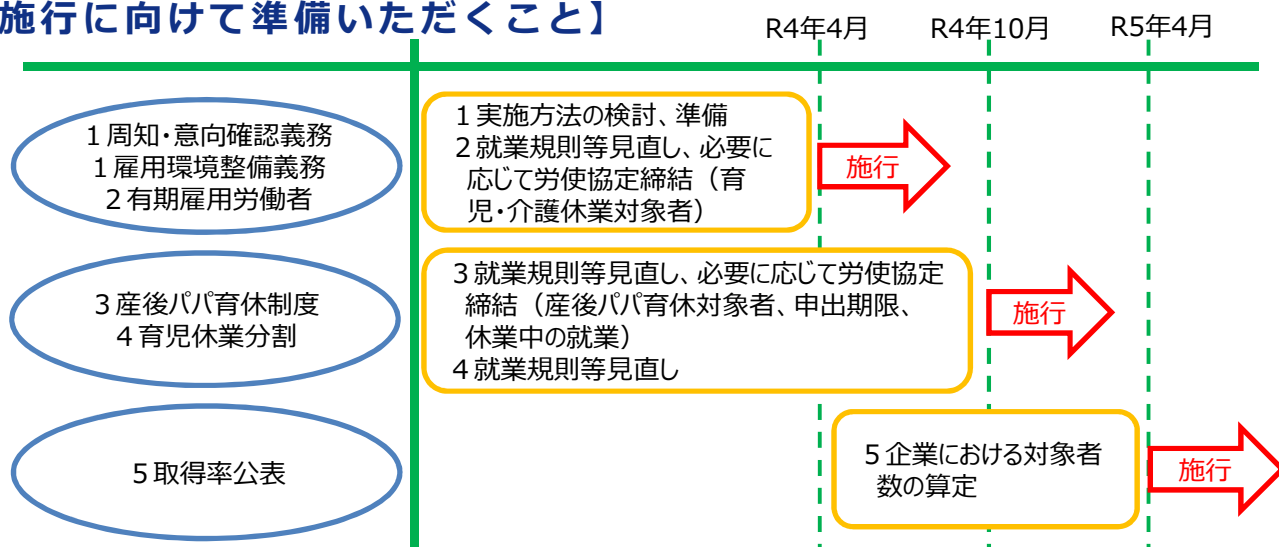 施行に向けて準備いただくこと】
R4年4月
R4年10月
R5年4月
1周知・意向確認義務
1雇用環境整備義務
2有期雇用労働者
1実施方法の検討、準備
2就業規則等見直し、必要に
応じて労使協定締結（育
児・介護休業対象者）
施行
3産後パパ育休制度
4育児休業分割
3就業規則等見直し、必要に応じて労使協定
締結（産後パパ育休対象者、申出期限、
休業中の就業）
4就業規則等見直し
施行
5取得率公表
5企業における対象者
数の算定
施行